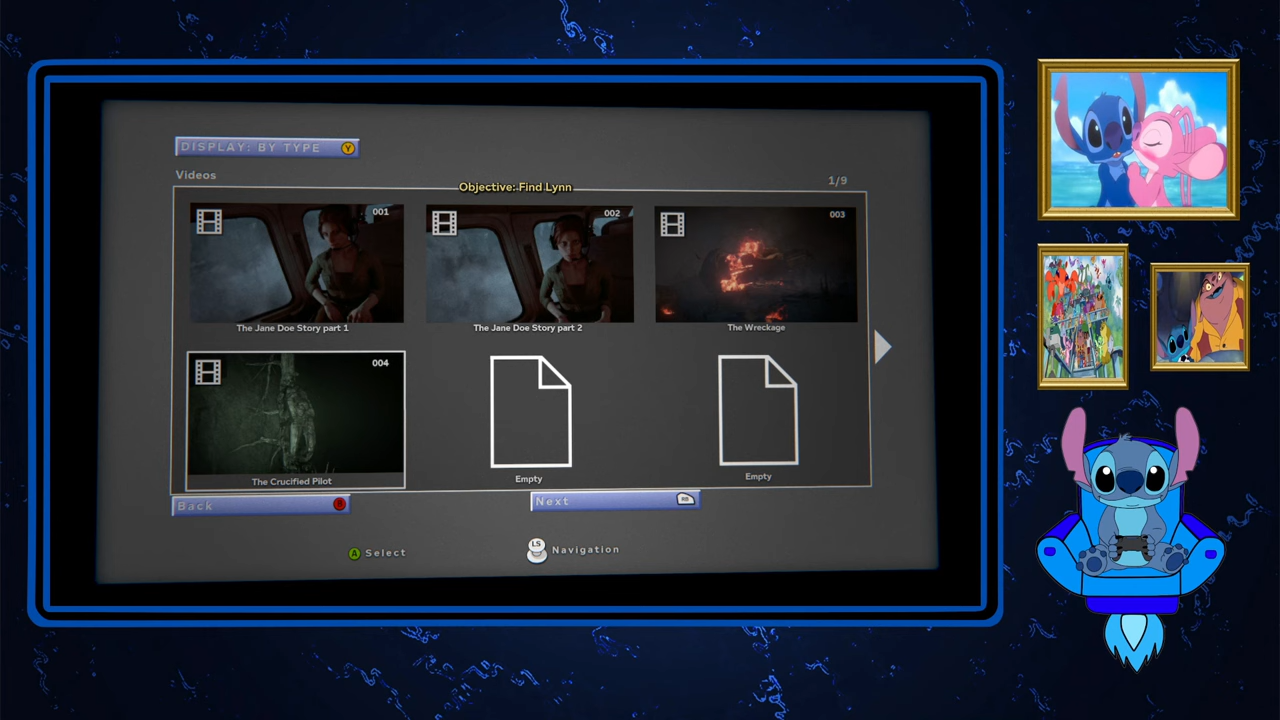 DISPLAY: BY TYPE Y
Videos
1/9
Objective: Find Lynn
001
002
003
The Jane Doe Story part 1
The Jane Doe Story part 2
The Wreckage
004
The Crucified Pilot
Empty
Empty
Back B
Next RB
A Select
LS Navigation